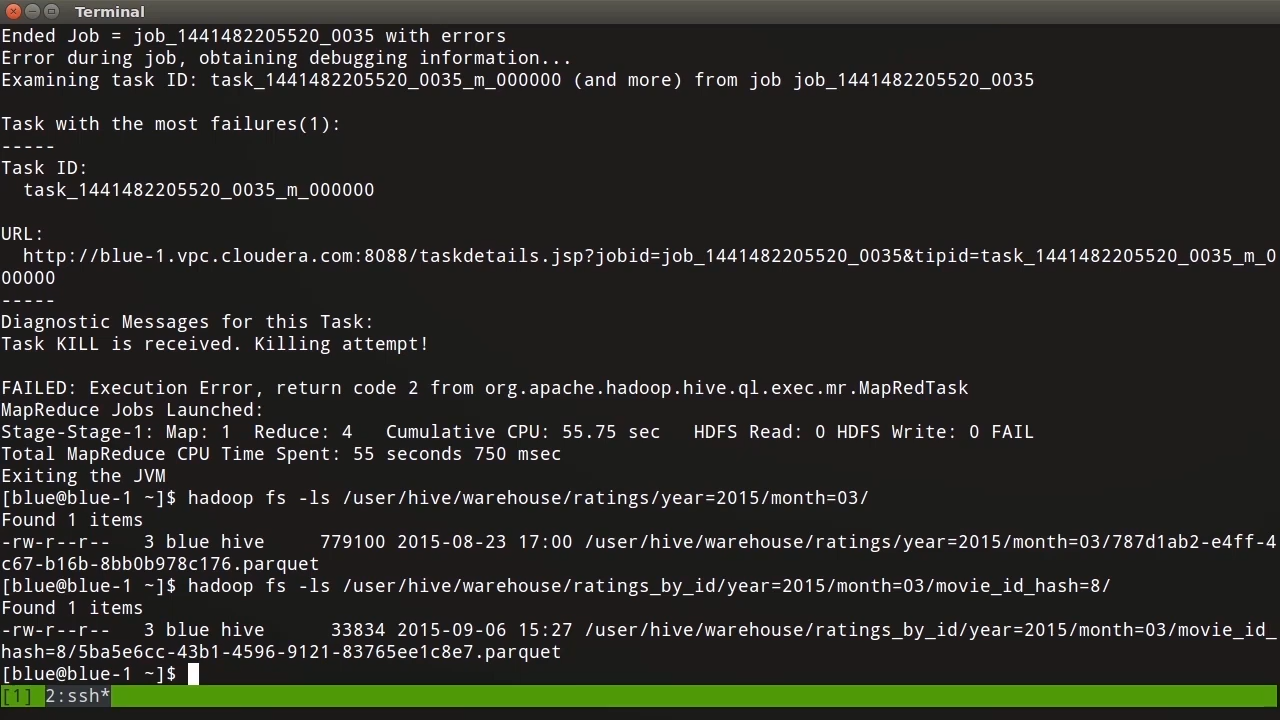 Terminal
Ended Job = job_1441482205520_0035 with errors
Error during job, obtaining debugging information...
Examining task ID: task_1441482205520_0035_m_000000 (and more) from job job_1441482205520_0035
Task with the most failures(1):
-----
Task ID:
  task_1441482205520_0035_m_000000
URL:
  http://blue-1.vpc.cloudera.com:8088/taskdetails.jsp?jobid=job_1441482205520_0035&tipid=task_1441482205520_0035_m_0
00000
-----
Diagnostic Messages for this Task:
Task KILL is received. Killing attempt!
FAILED: Execution Error, return code 2 from org.apache.hadoop.hive.ql.exec.mr.MapRedTask
MapReduce Jobs Launched:
Stage-Stage-1: Map: 1  Reduce: 4   Cumulative CPU: 55.75 sec   HDFS Read: 0 HDFS Write: 0 FAIL
Total MapReduce CPU Time Spent: 55 seconds 750 msec
Exiting the JVM
[blue@blue-1 ~]$ hadoop fs -ls /user/hive/warehouse/ratings/year=2015/month=03/
Found 1 items
-rw-r--r--   3 blue hive     779100 2015-08-23 17:00 /user/hive/warehouse/ratings/year=2015/month=03/787d1ab2-e4ff-4
c67-b16b-8bb0b978c176.parquet
[blue@blue-1 ~]$ hadoop fs -ls /user/hive/warehouse/ratings_by_id/year=2015/month=03/movie_id_hash=8/
Found 1 items
-rw-r--r--   3 blue hive      33834 2015-09-06 15:27 /user/hive/warehouse/ratings_by_id/year=2015/month=03/movie_id_
hash=8/5ba5e6cc-43b1-4596-9121-83765ee1c8e7.parquet
[blue@blue-1 ~]$
[1] 2:ssh*